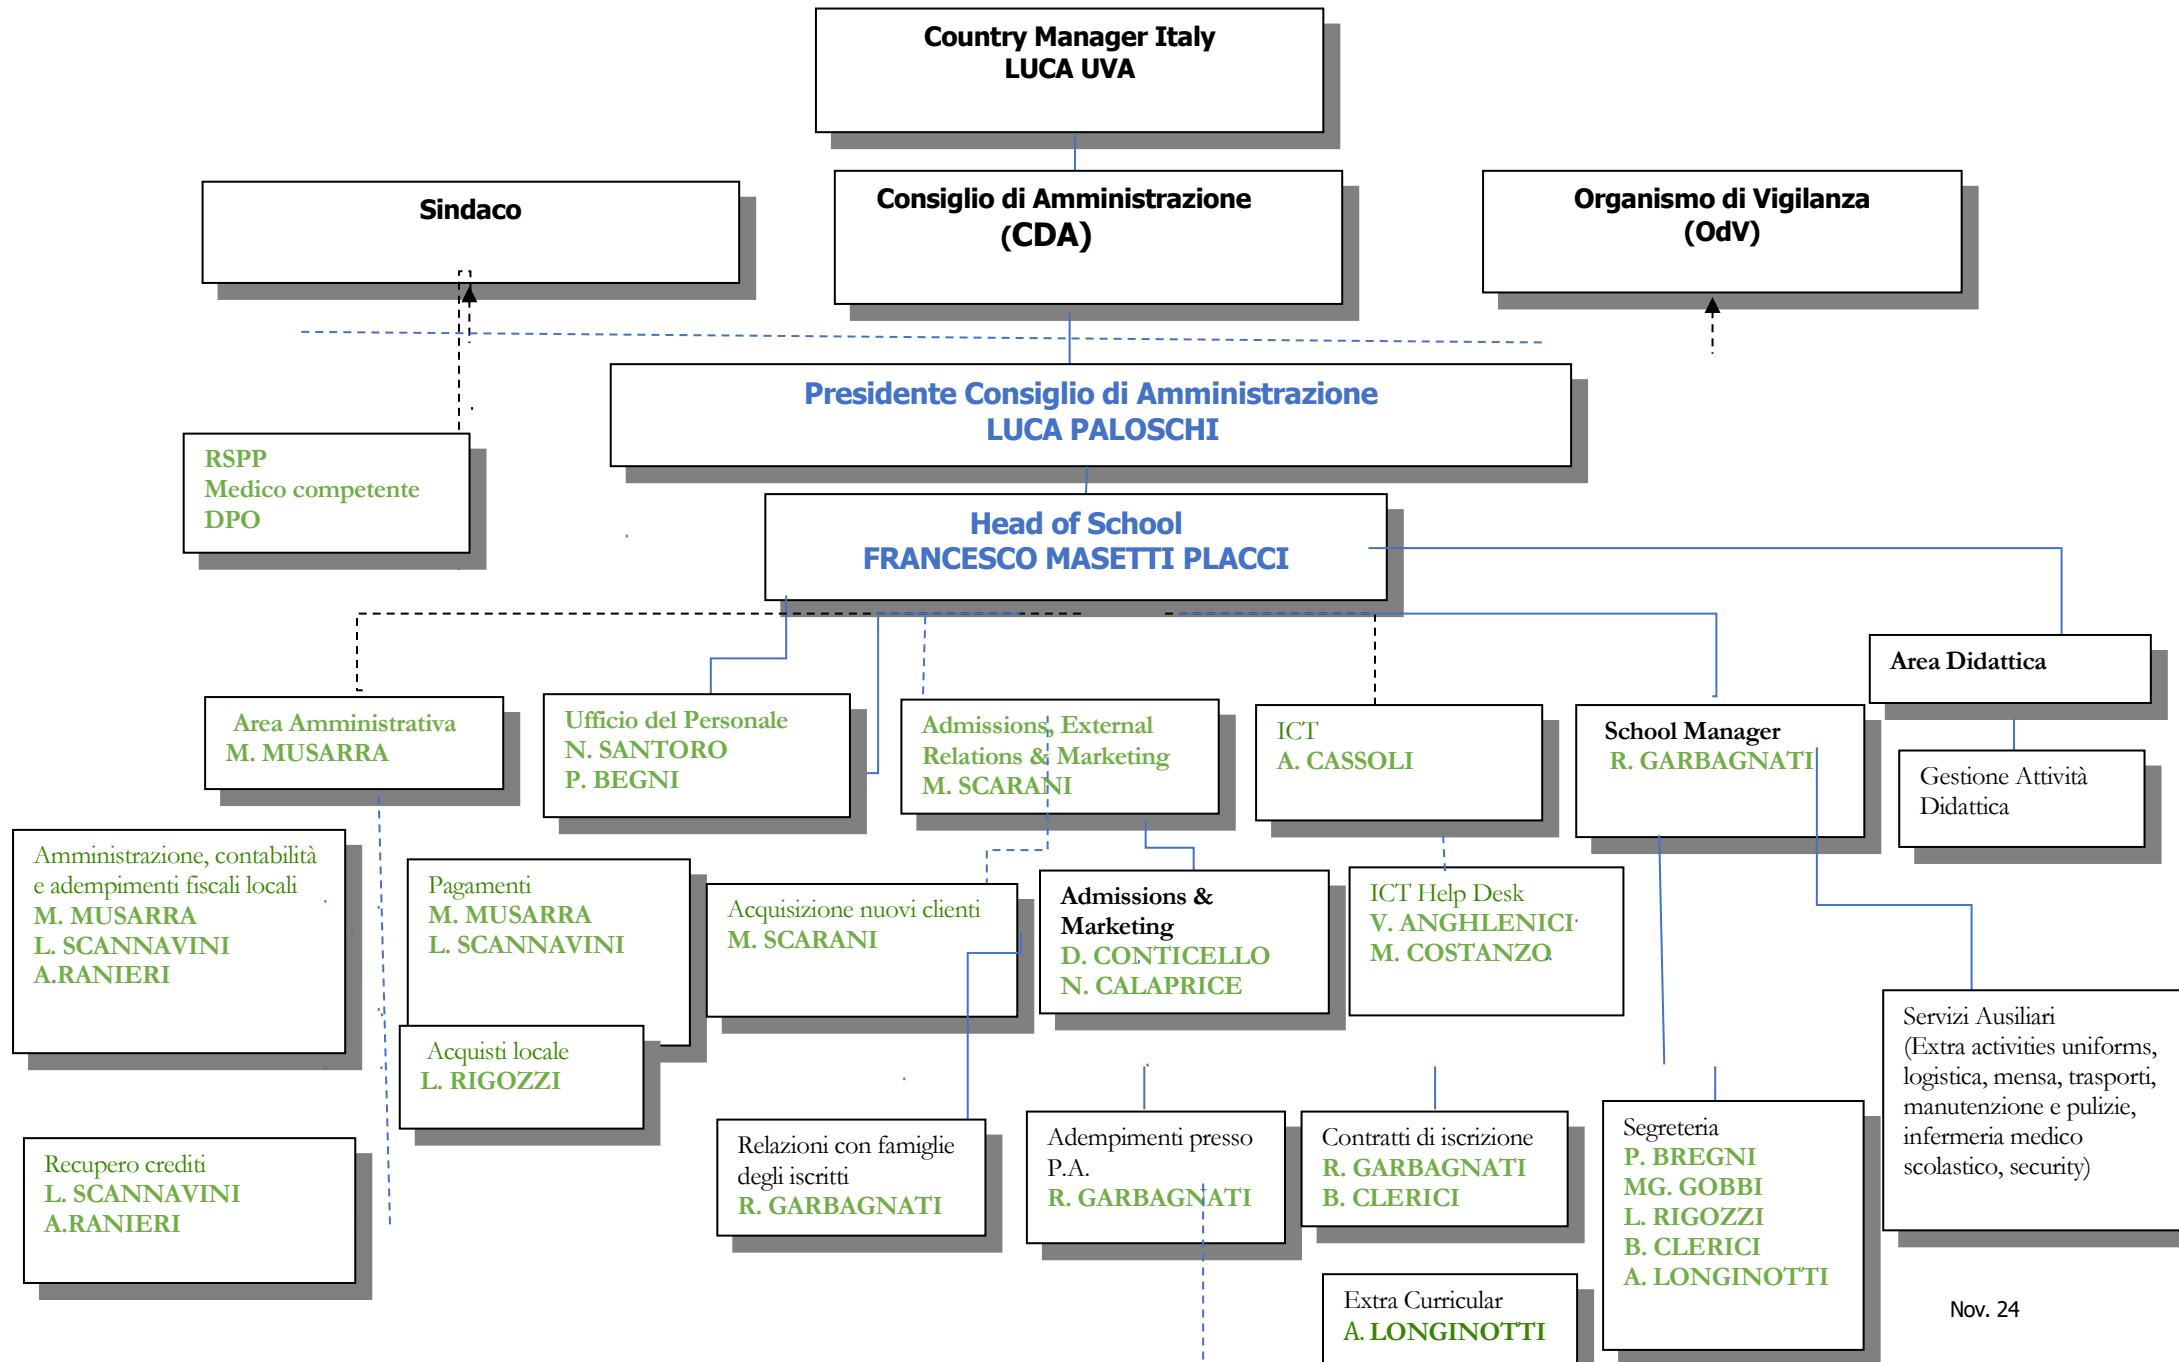 Country Manager Italy
LUCA UVA
Sindaco
Consiglio di Amministrazione
(CDA)
Organismo di Vigilanza
(OdV)
Presidente Consiglio di Amministrazione
LUCA PALOSCHI
RSPP
Medico competente
DPO
Head of School
FRANCESCO MASETTI PLACCI
Area Amministrativa
M. MUSARRA
Ufficio del Personale
N. SANTORO
P. BEGNI
Admissions, External
Relations & Marketing
M. SCARANI
ICT
A. CASSOLI
School Manager
R. GARBAGNATI
Area Didattica
Gestione Attività
Didattica
Amministrazione, contabilità
e adempimenti fiscali locali
M. MUSARRA
L. SCANNAVINI
A.RANIERI
Pagamenti
M. MUSARRA
L. SCANNAVINI
Acquisizione nuovi clienti
M. SCARANI
Admissions &
Marketing
D. CONTICELLO
N. CALAPRICE
ICT Help Desk
V. ANGHLENICI
M. COSTANZO
Acquisti locale
L. RIGOZZI
Servizi Ausiliari
(Extra activities uniforms,
logistica, mensa, trasporti,
manutenzione e pulizie,
infermeria medico
scolastico, security)
Recupero crediti
L. SCANNAVINI
A.RANIERI
Relazioni con famiglie
degli iscritti
R. GARBAGNATI
Adempimenti presso
P.A.
R. GARBAGNATI
Contratti di iscrizione
R. GARBAGNATI
B. CLERICI
Segreteria
P. BREGNI
MG. GOBBI
L. RIGOZZI
B. CLERICI
A. LONGINOTTI
Extra Curricular
A. LONGINOTTI
Nov. 24